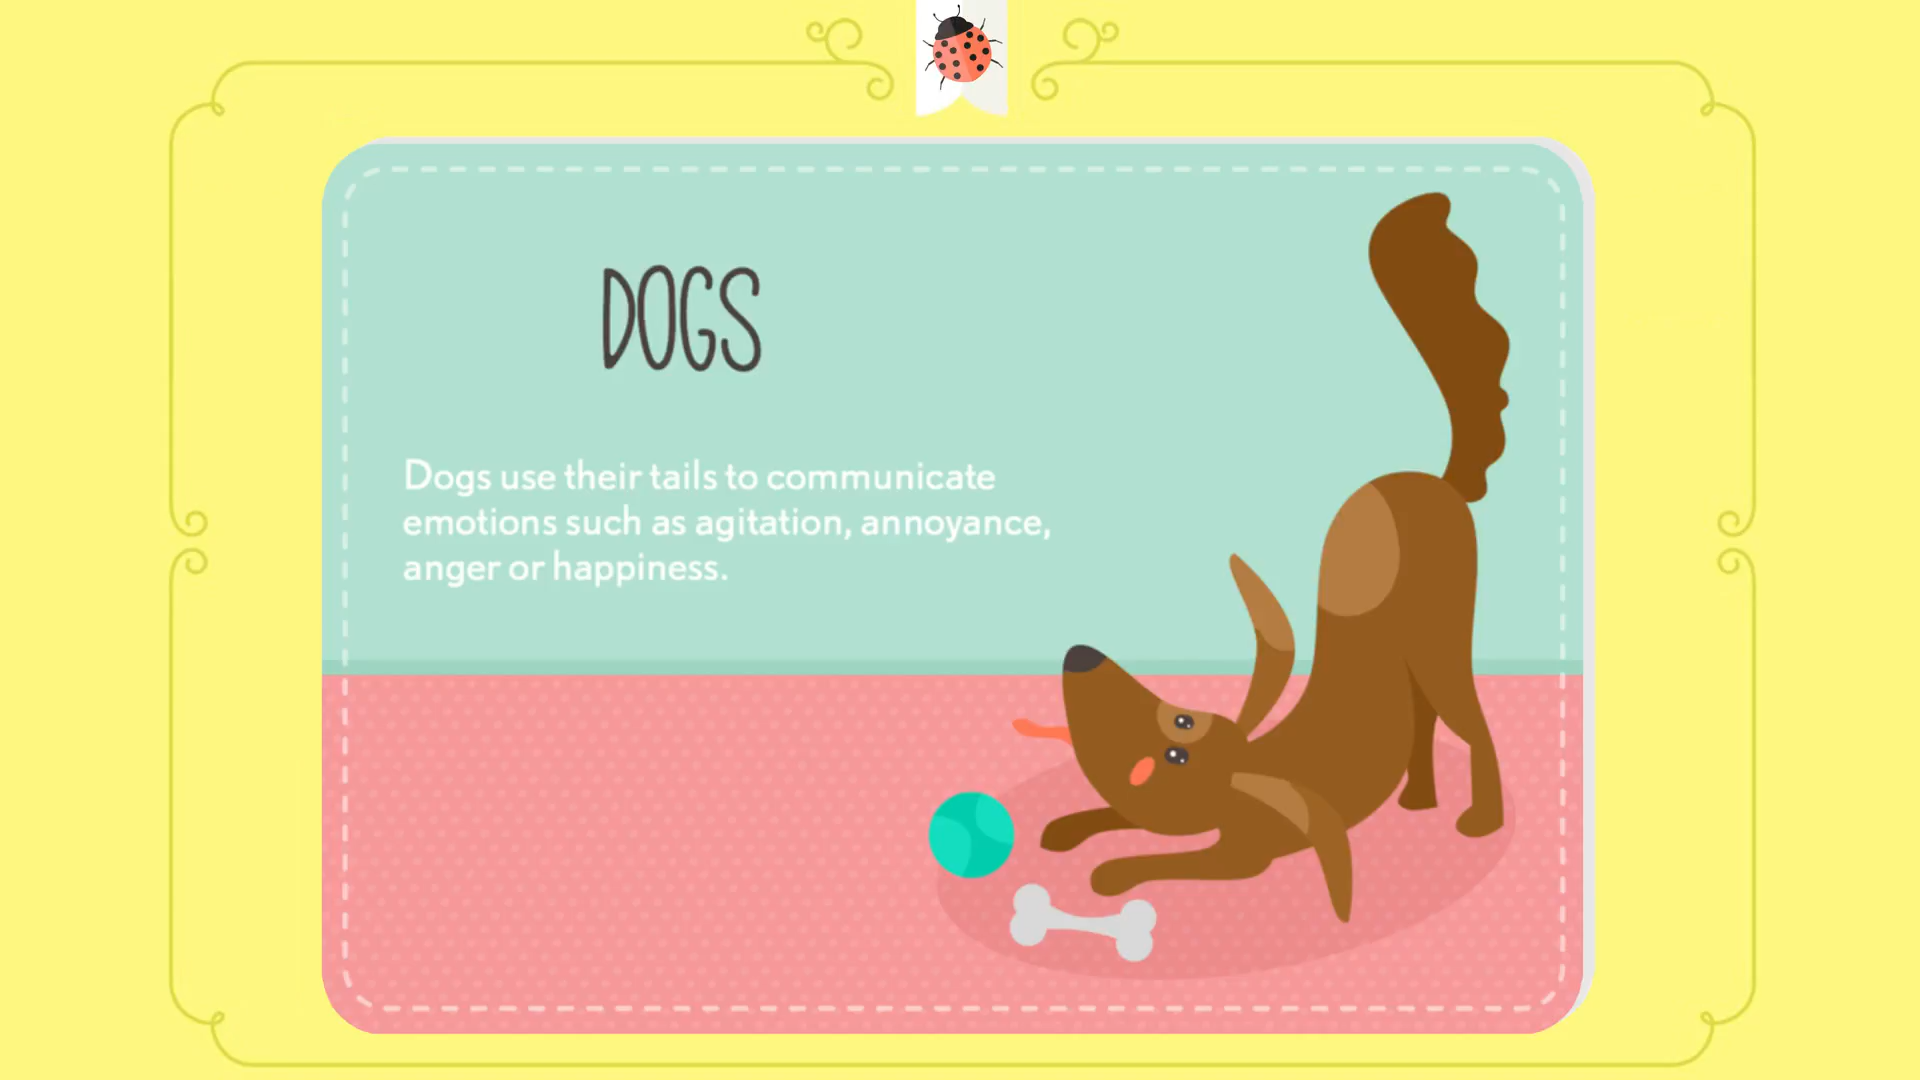 DOGS
Dogs use their tails to communicate
emotions such as agitation, annoyance,
anger or happiness.